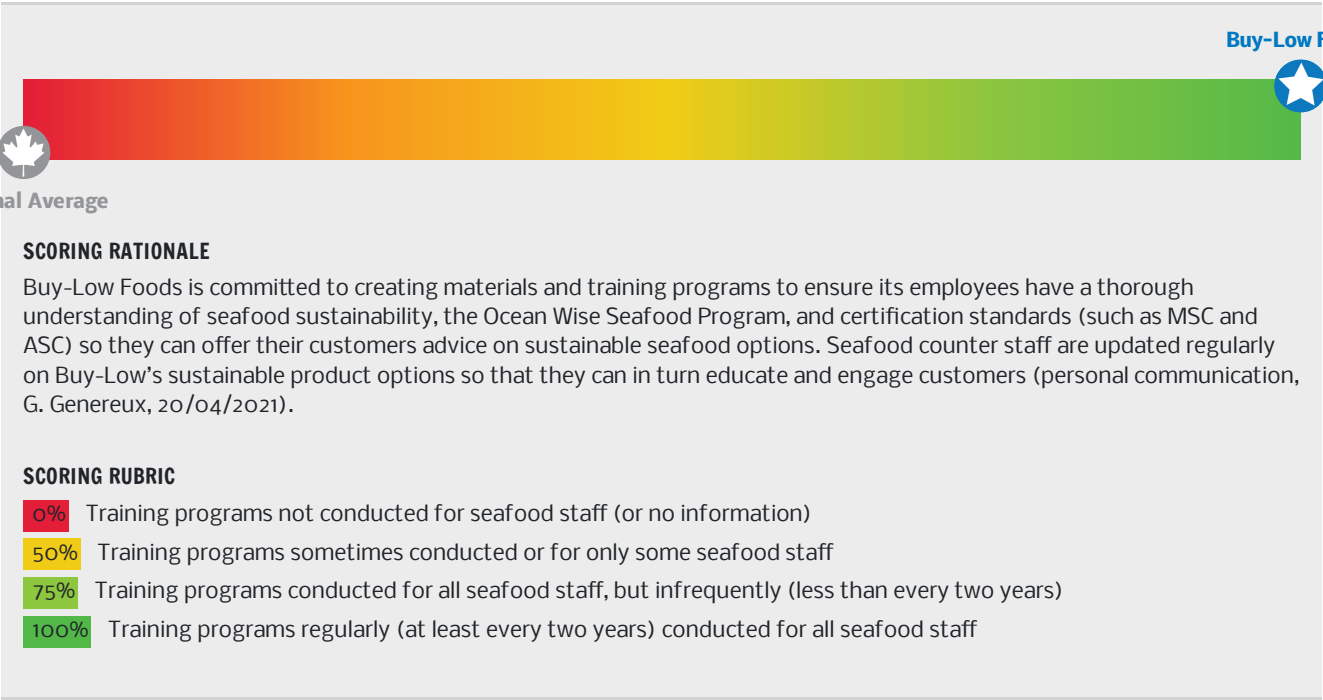 Buy-Low F
nal Average
SCORING RATIONALE
Buy-Low Foods is committed to creating materials and training programs to ensure its employees have a thorough
understanding of seafood sustainability, the Ocean Wise Seafood Program, and certification standards (such as MSC and
ASC) so they can offer their customers advice on sustainable seafood options. Seafood counter staff are updated regularly
on Buy-Low’s sustainable product options so that they can in turn educate and engage customers (personal communication,
G. Genereux, 20/04/2021).
SCORING RUBRIC
0% Training programs not conducted for seafood staff (or no information)
50% Training programs sometimes conducted or for only some seafood staff
75% Training programs conducted for all seafood staff, but infrequently (less than every two years)
100% Training programs regularly (at least every two years) conducted for all seafood staff